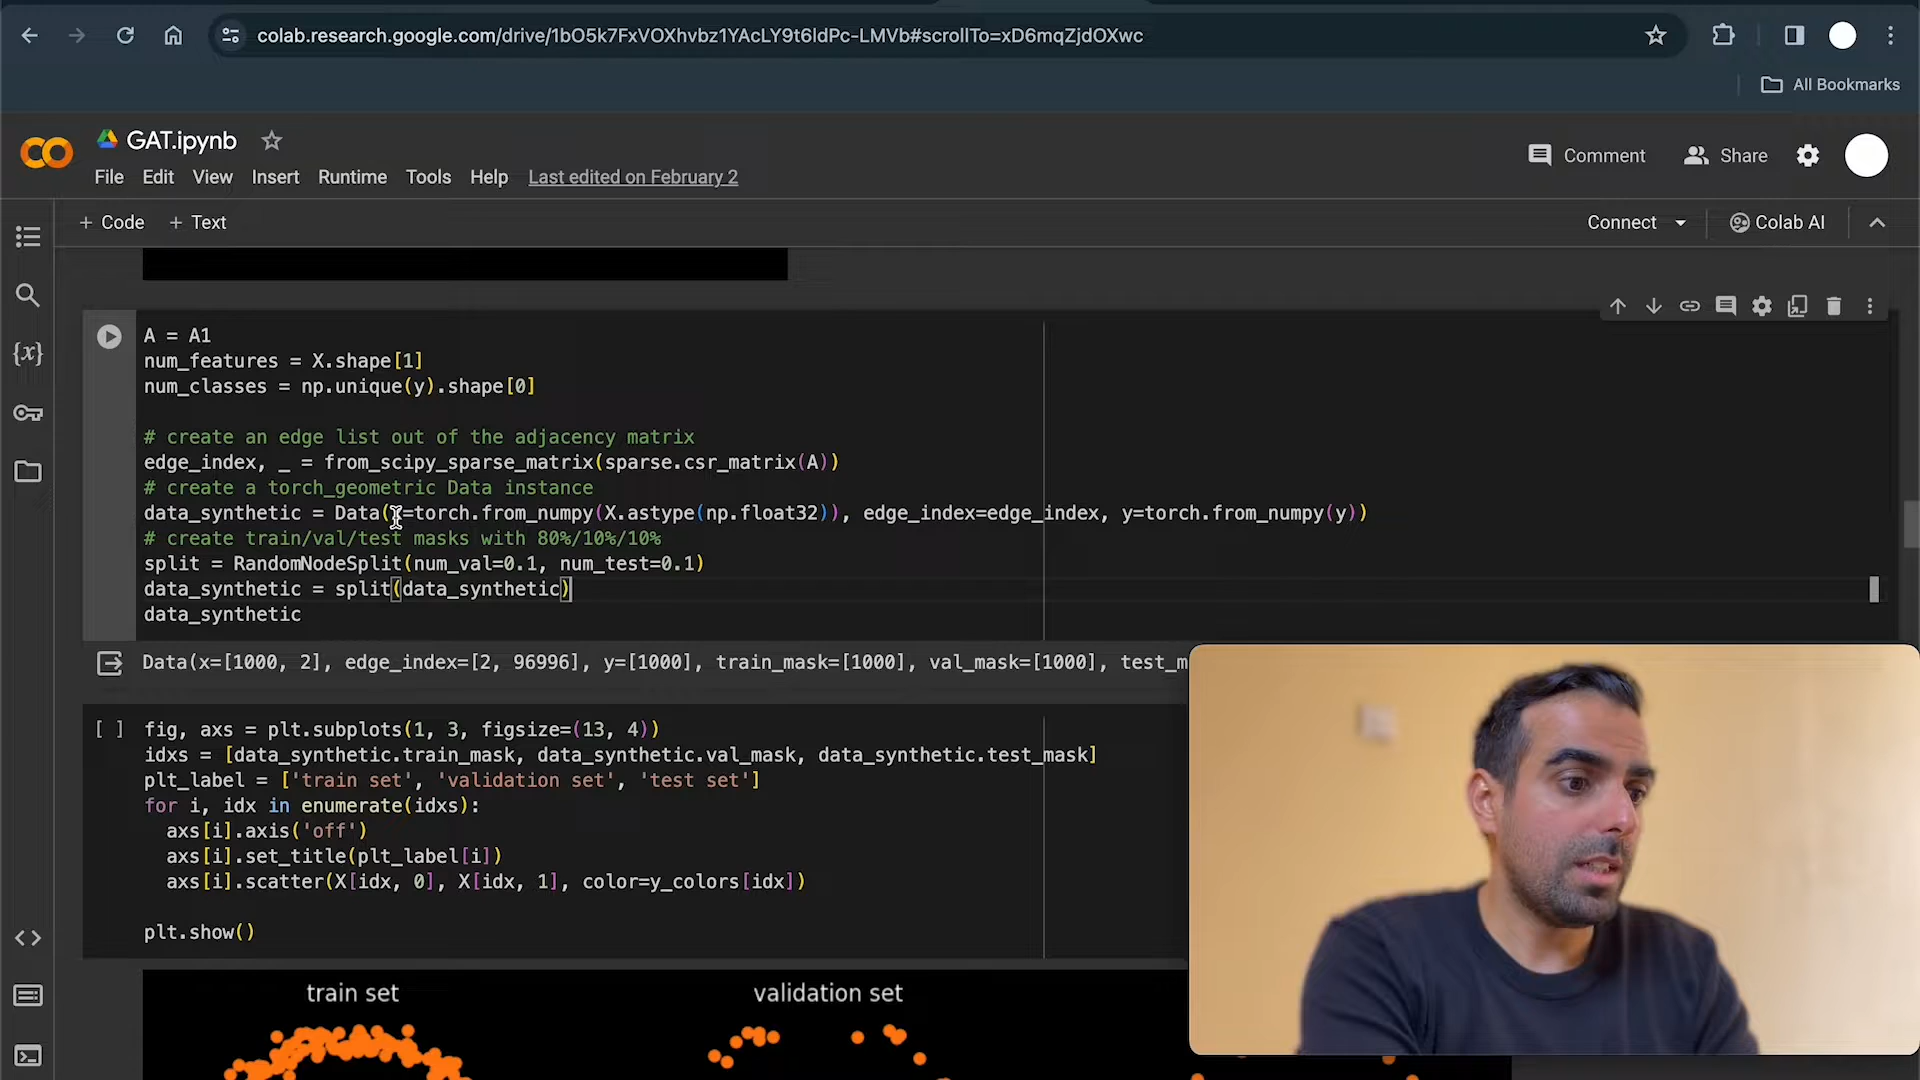 colab.research.google.com/drive/1bO5k7FxVOXhvbz1YAcLY9t6ldPc-LMVb#scrollTo=xD6mqZjdOXwc
All Bookmarks
GAT.ipynb
Comment
Share
File Edit View Insert Runtime Tools Help Last edited on February 2
+ Code + Text
Connect
Colab AI
A = A1
num_features = X.shape[1]
num_classes = np.unique(y).shape[0]
# create an edge list out of the adjacency matrix
edge_index, _ = from_scipy_sparse_matrix(sparse.csr_matrix(A))
# create a torch_geometric Data instance
data_synthetic = Data(x=torch.from_numpy(X.astype(np.float32)), edge_index=edge_index, y=torch.from_numpy(y))
# create train/val/test masks with 80%/10%/10%
split = RandomNodeSplit(num_val=0.1, num_test=0.1)
data_synthetic = split(data_synthetic)
data_synthetic
Data(x=[1000, 2], edge_index=[2, 96996], y=[1000], train_mask=[1000], val_mask=[1000], test_m
[ ] fig, axs = plt.subplots(1, 3, figsize=(13, 4))
idxs = [data_synthetic.train_mask, data_synthetic.val_mask, data_synthetic.test_mask]
plt_label = ['train set', 'validation set', 'test set']
for i, idx in enumerate(idxs):
axs[i].axis('off')
axs[i].set_title(plt_label[i])
axs[i].scatter(X[idx, 0], X[idx, 1], color=y_colors[idx])
plt.show()
train set
validation set